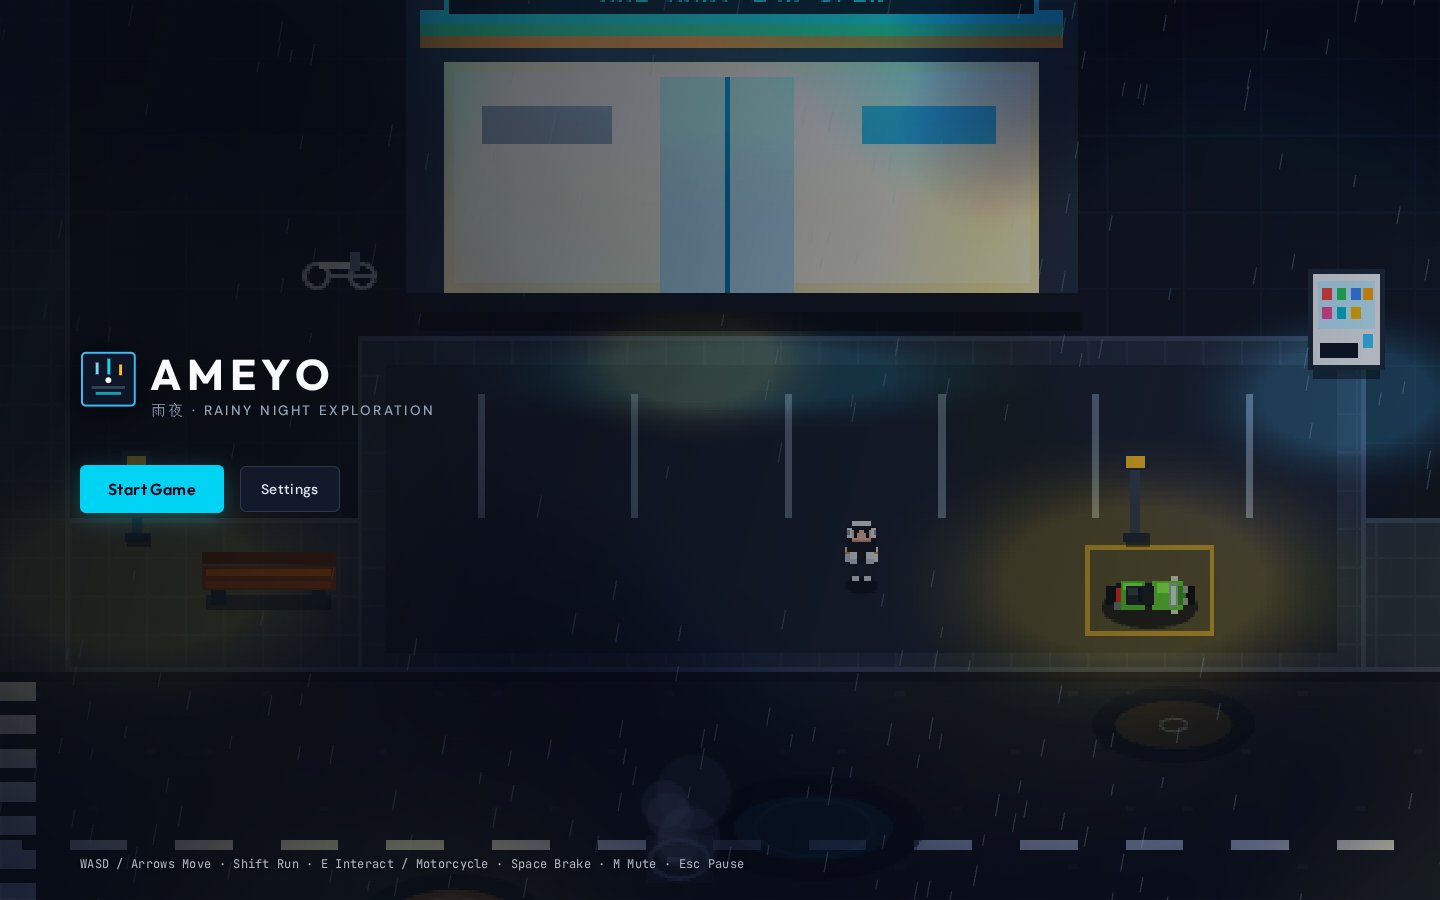 AMEYO
雨夜 · RAINY NIGHT EXPLORATION
Start Game
Settings
WASD / Arrows Move · Shift Run · E Interact / Motorcycle · Space Brake · M Mute · Esc Pause